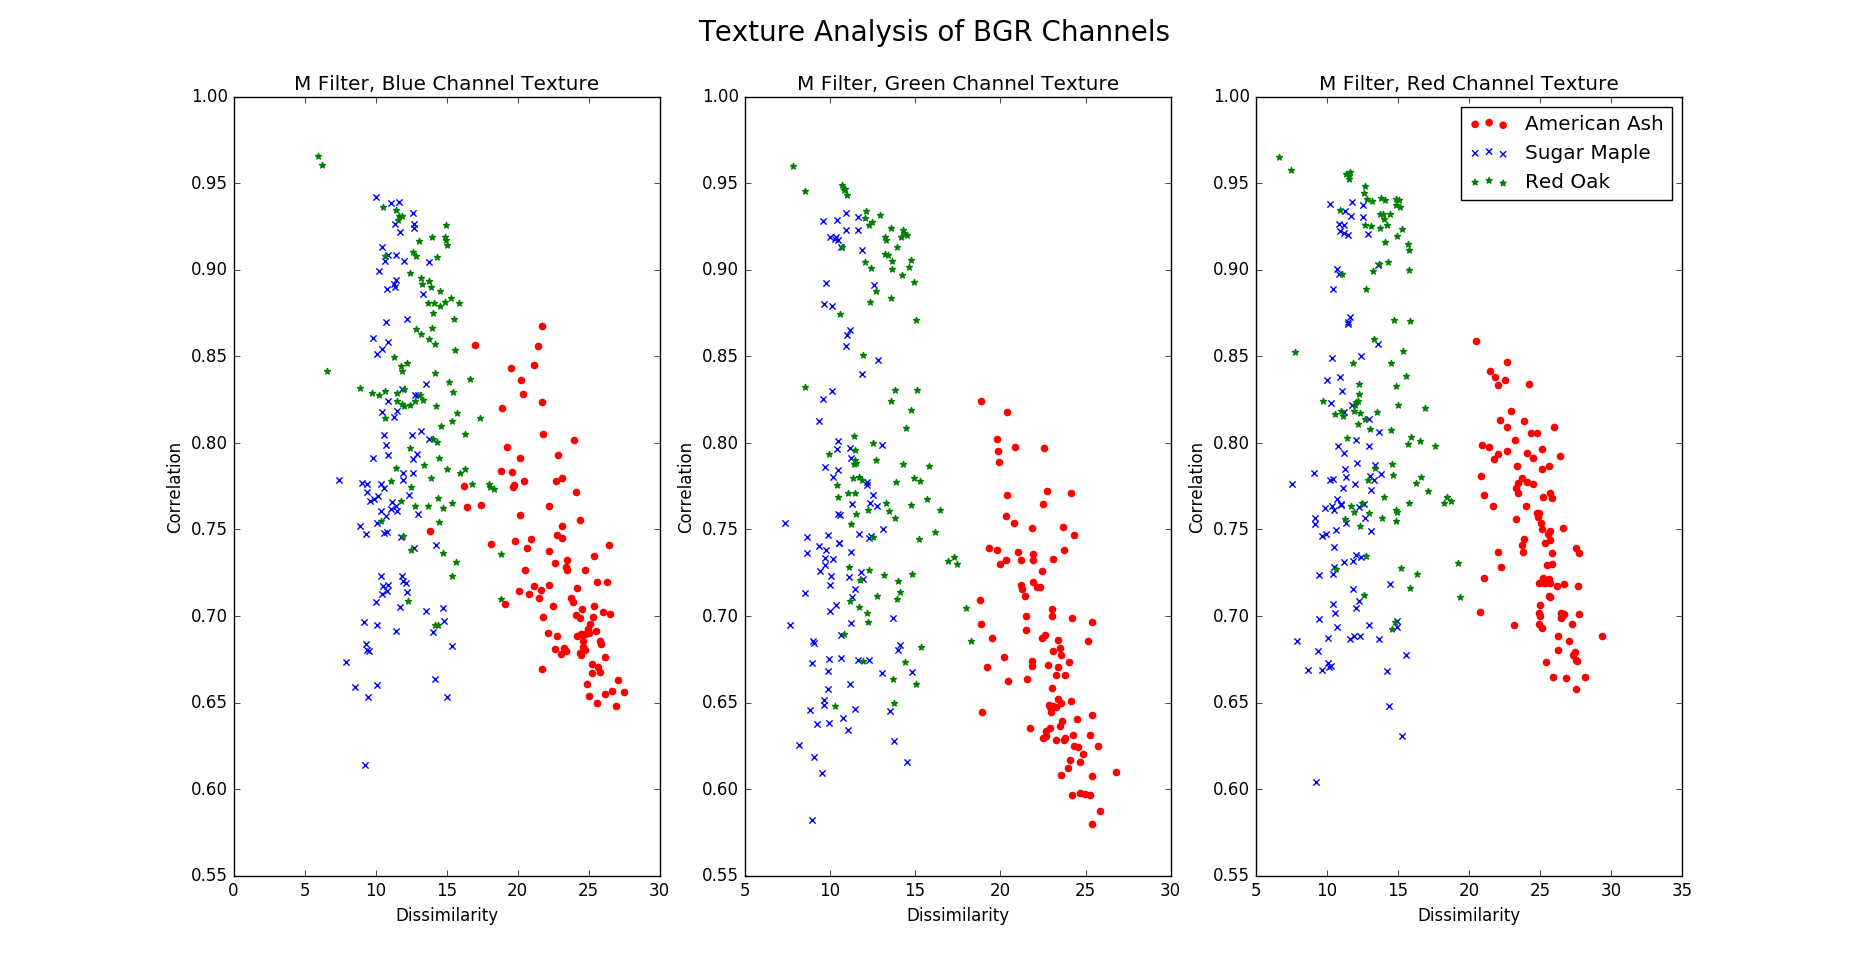 Texture Analysis of BGR Channels
M Filter, Blue Channel Texture
1.00
0.95
0.90
0.85
0.80
0.75
0.70
0.65
0.60
0.55
Correlation
0 5 10 15 20 25 30
Dissimilarity
M Filter, Green Channel Texture
1.00
0.95
0.90
0.85
0.80
0.75
0.70
0.65
0.60
0.55
Correlation
5 10 15 20 25 30
Dissimilarity
M Filter, Red Channel Texture
1.00
0.95
0.90
0.85
0.80
0.75
0.70
0.65
0.60
0.55
Correlation
American Ash
Sugar Maple
Red Oak
5 10 15 20 25 30 35
Dissimilarity